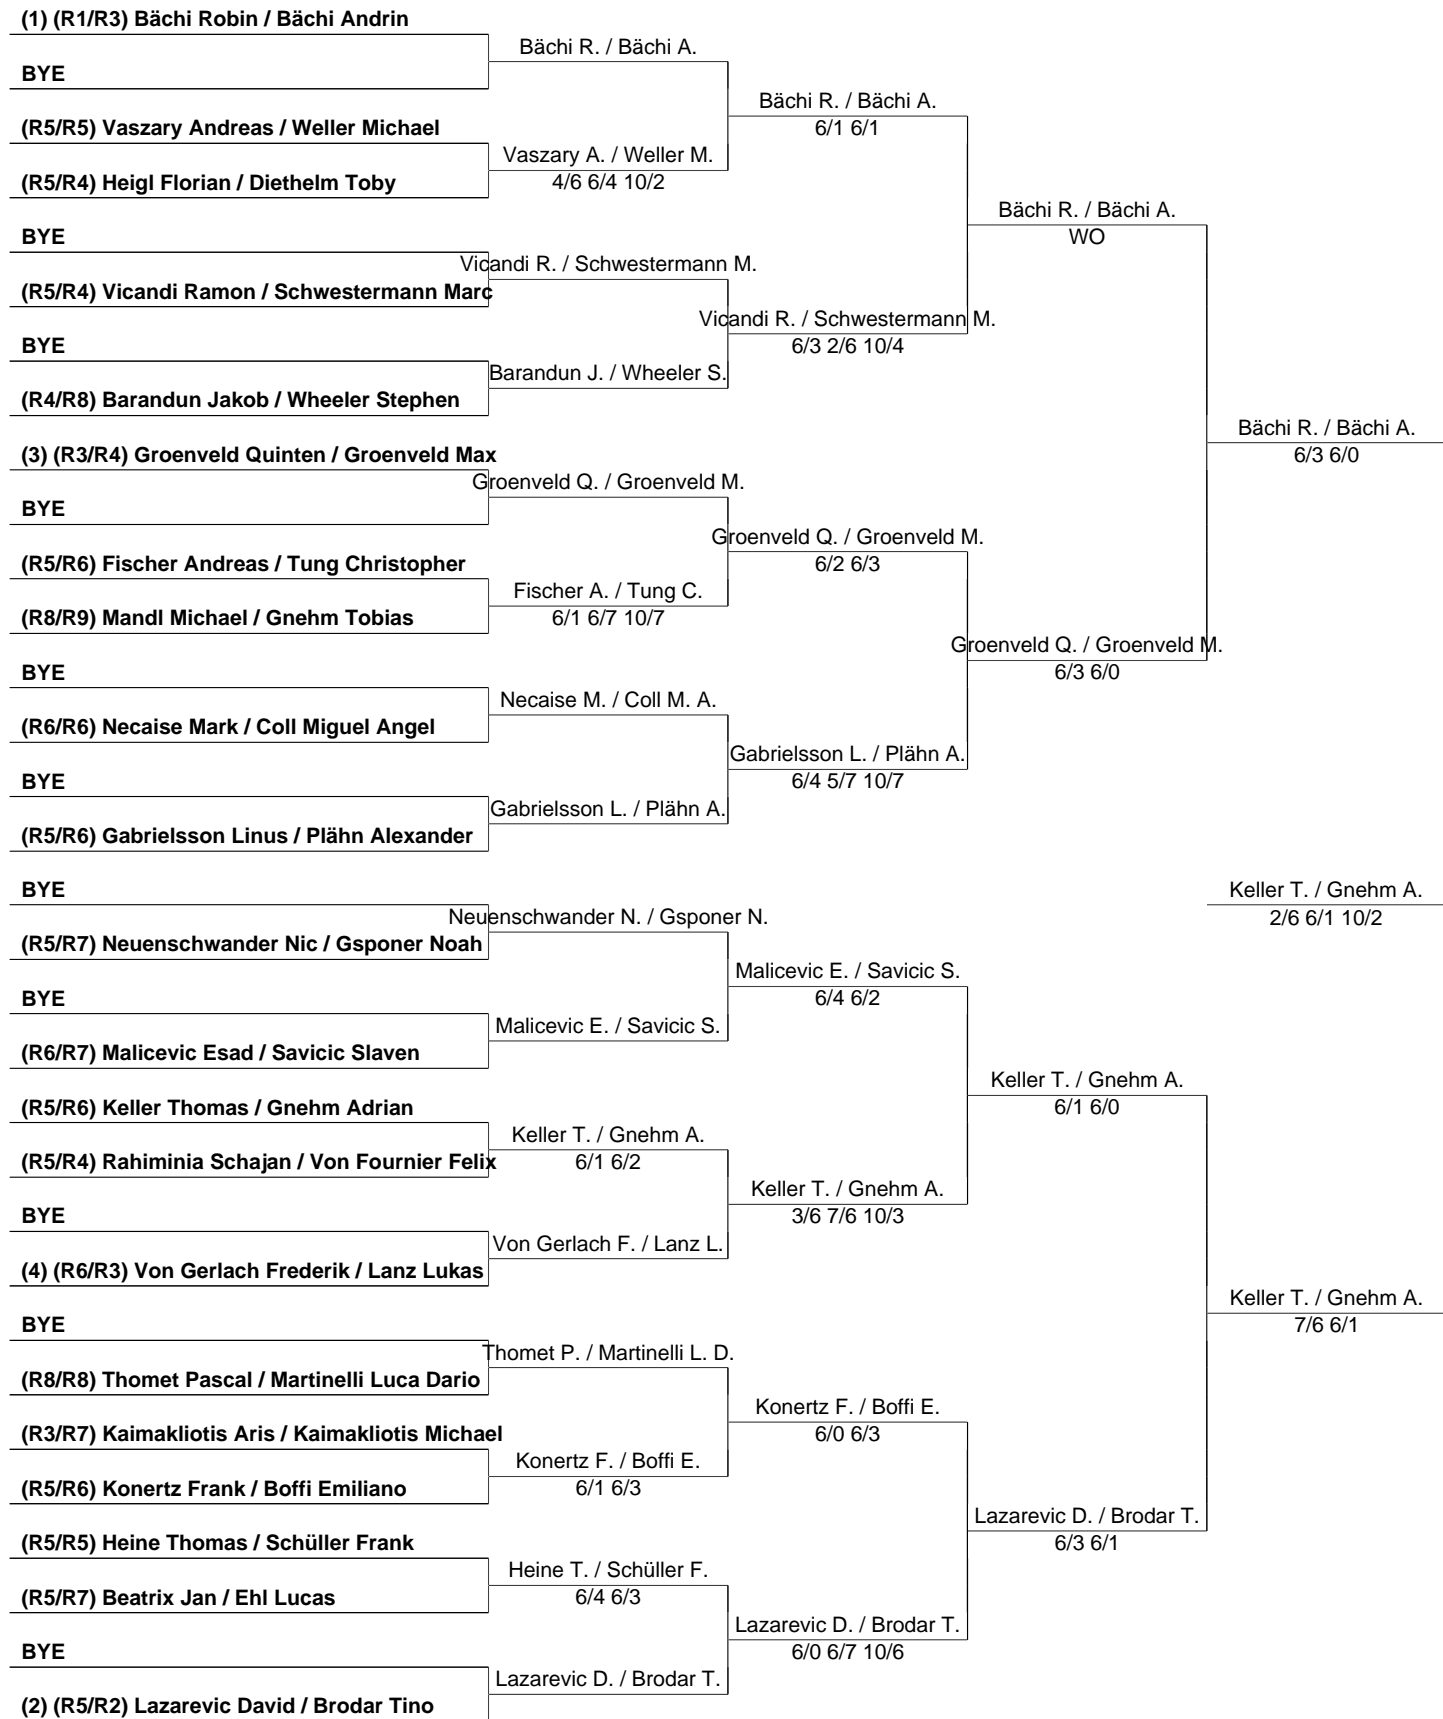 (1) (R1/R3) Bächi Robin / Bächi Andrin
Bächi R. / Bächi A.
BYE
Bächi R. / Bächi A.
6/1 6/1
(R5/R5) Vaszary Andreas / Weller Michael
Vaszary A. / Weller M.
4/6 6/4 10/2
(R5/R4) Heigl Florian / Diethelm Toby
Bächi R. / Bächi A.
WO
BYE
Vicandi R. / Schwestermann M.
(R5/R4) Vicandi Ramon / Schwestermann Marc
Vicandi R. / Schwestermann M.
6/3 2/6 10/4
BYE
Barandun J. / Wheeler S.
(R4/R8) Barandun Jakob / Wheeler Stephen
Bächi R. / Bächi A.
6/3 6/0
(3) (R3/R4) Groenveld Quinten / Groenveld Max
Groenveld Q. / Groenveld M.
BYE
Groenveld Q. / Groenveld M.
6/2 6/3
(R5/R6) Fischer Andreas / Tung Christopher
Fischer A. / Tung C.
6/1 6/7 10/7
(R8/R9) Mandl Michael / Gnehm Tobias
Groenveld Q. / Groenveld M.
6/3 6/0
BYE
Necaise M. / Coll M. A.
(R6/R6) Necaise Mark / Coll Miguel Angel
Gabrielsson L. / Plähn A.
6/4 5/7 10/7
BYE
Gabrielsson L. / Plähn A.
(R5/R6) Gabrielsson Linus / Plähn Alexander
BYE
Keller T. / Gnehm A.
2/6 6/1 10/2
Neuenschwander N. / Gsponer N.
(R5/R7) Neuenschwander Nic / Gsponer Noah
Malicevic E. / Savicic S.
6/4 6/2
BYE
Malicevic E. / Savicic S.
(R6/R7) Malicevic Esad / Savicic Slaven
Keller T. / Gnehm A.
6/1 6/0
(R5/R6) Keller Thomas / Gnehm Adrian
Keller T. / Gnehm A.
6/1 6/2
(R5/R4) Rahiminia Schajan / Von Fournier Felix
Keller T. / Gnehm A.
3/6 7/6 10/3
BYE
Von Gerlach F. / Lanz L.
(4) (R6/R3) Von Gerlach Frederik / Lanz Lukas
Keller T. / Gnehm A.
7/6 6/1
BYE
Thomet P. / Martinelli L. D.
(R8/R8) Thomet Pascal / Martinelli Luca Dario
Konertz F. / Boffi E.
6/0 6/3
(R3/R7) Kaimakliotis Aris / Kaimakliotis Michael
Konertz F. / Boffi E.
6/1 6/3
(R5/R6) Konertz Frank / Boffi Emiliano
Lazarevic D. / Brodar T.
6/3 6/1
(R5/R5) Heine Thomas / Schüller Frank
Heine T. / Schüller F.
6/4 6/3
(R5/R7) Beatrix Jan / Ehl Lucas
Lazarevic D. / Brodar T.
6/0 6/7 10/6
BYE
Lazarevic D. / Brodar T.
(2) (R5/R2) Lazarevic David / Brodar Tino